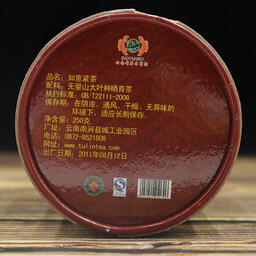 品名：如意紧茶
配料：无量山大叶种晒青茶
执行标准：GB/T22111-2008
保存期：在阴凉、通风、干燥、无异味的
环境下，适应长期保存。
净含量：250克
厂址：云南南涧县城工业园区
电话：0872-8521808
www.tulintea.com
出厂日期：2011年08月12日